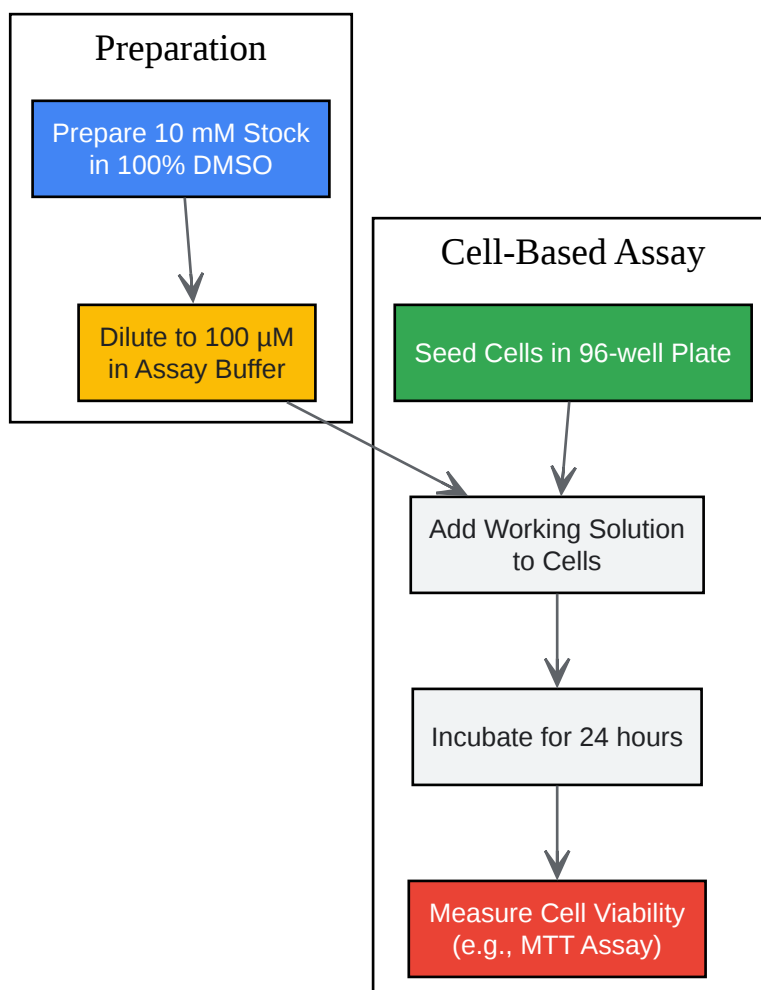 Preparation
Prepare 10 mM Stock
in 100% DMSO
Dilute to 100 µM
in Assay Buffer
Cell-Based Assay
Seed Cells in 96-well Plate
Add Working Solution
to Cells
Incubate for 24 hours
Measure Cell Viability
(e.g., MTT Assay)